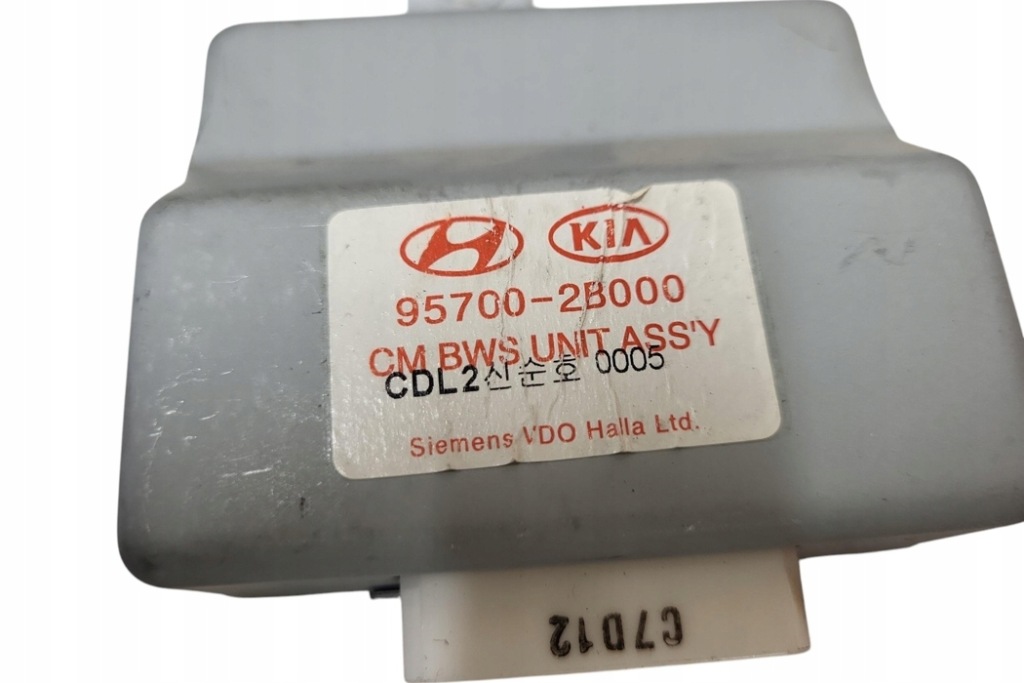 KIA
95700-2B000
CM BWS UNIT ASS'Y
CDL2신순호 0005
Siemens VDO Halla Ltd.
C7D12